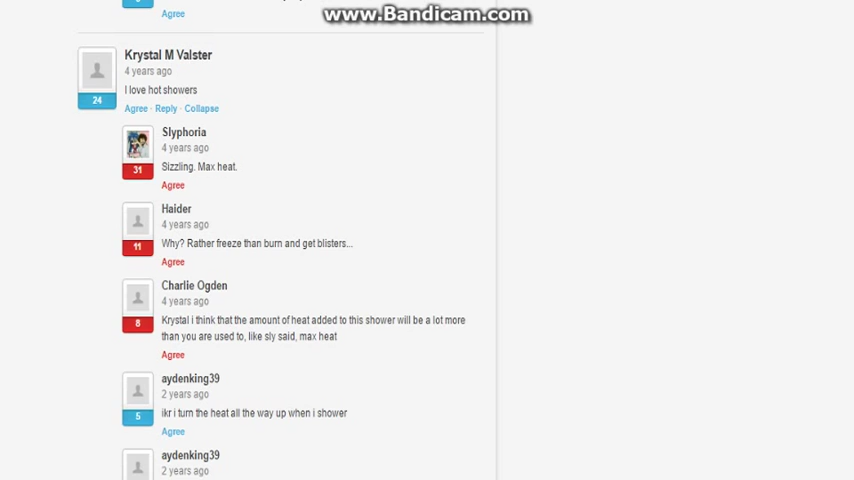 www.Bandicam.com
Agree
Krystal M Valster
4 years ago
I love hot showers
24
Agree · Reply · Collapse
Slyphoria
4 years ago
Sizzling. Max heat.
31
Agree
Haider
4 years ago
Why? Rather freeze than burn and get blisters...
11
Agree
Charlie Ogden
4 years ago
Krystal i think that the amount of heat added to this shower will be a lot more
8
than you are used to, like sly said, max heat
Agree
aydenking39
2 years ago
ikr i turn the heat all the way up when i shower
5
Agree
aydenking39
2 years ago